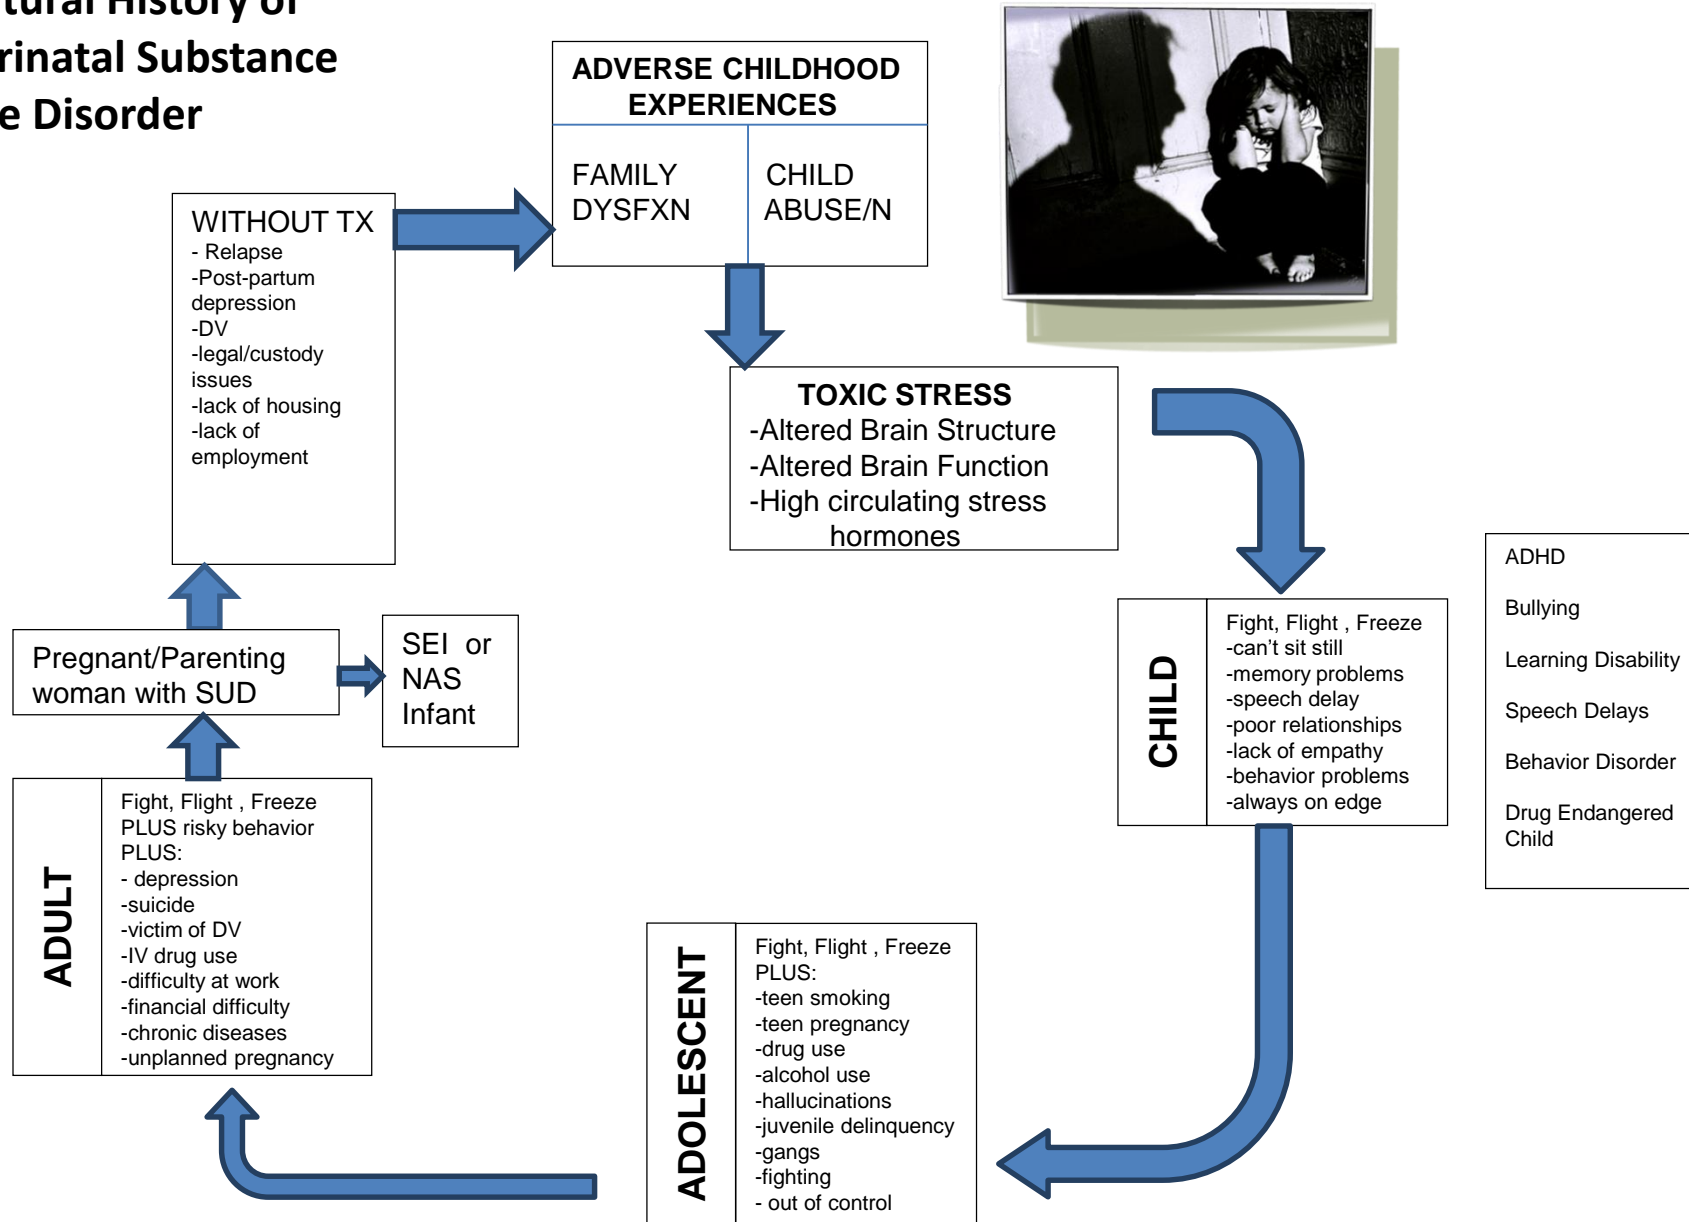 tural History of
rinatal Substance
e Disorder
ADVERSE CHILDHOOD
EXPERIENCES
FAMILY
DYSFXN
CHILD
ABUSE/N
WITHOUT TX
- Relapse
-Post-partum
depression
-DV
-legal/custody
issues
-lack of housing
-lack of
employment
TOXIC STRESS
-Altered Brain Structure
-Altered Brain Function
-High circulating stress
hormones
Pregnant/Parenting
woman with SUD
SEI or
NAS
Infant
CHILD
Fight, Flight , Freeze
-can't sit still
-memory problems
-speech delay
-poor relationships
-lack of empathy
-behavior problems
-always on edge
ADHD
Bullying
Learning Disability
Speech Delays
Behavior Disorder
Drug Endangered
Child
ADULT
Fight, Flight , Freeze
PLUS risky behavior
PLUS:
- depression
-suicide
-victim of DV
-IV drug use
-difficulty at work
-financial difficulty
-chronic diseases
-unplanned pregnancy
ADOLESCENT
Fight, Flight , Freeze
PLUS:
-teen smoking
-teen pregnancy
-drug use
-alcohol use
-hallucinations
-juvenile delinquency
-gangs
-fighting
- out of control